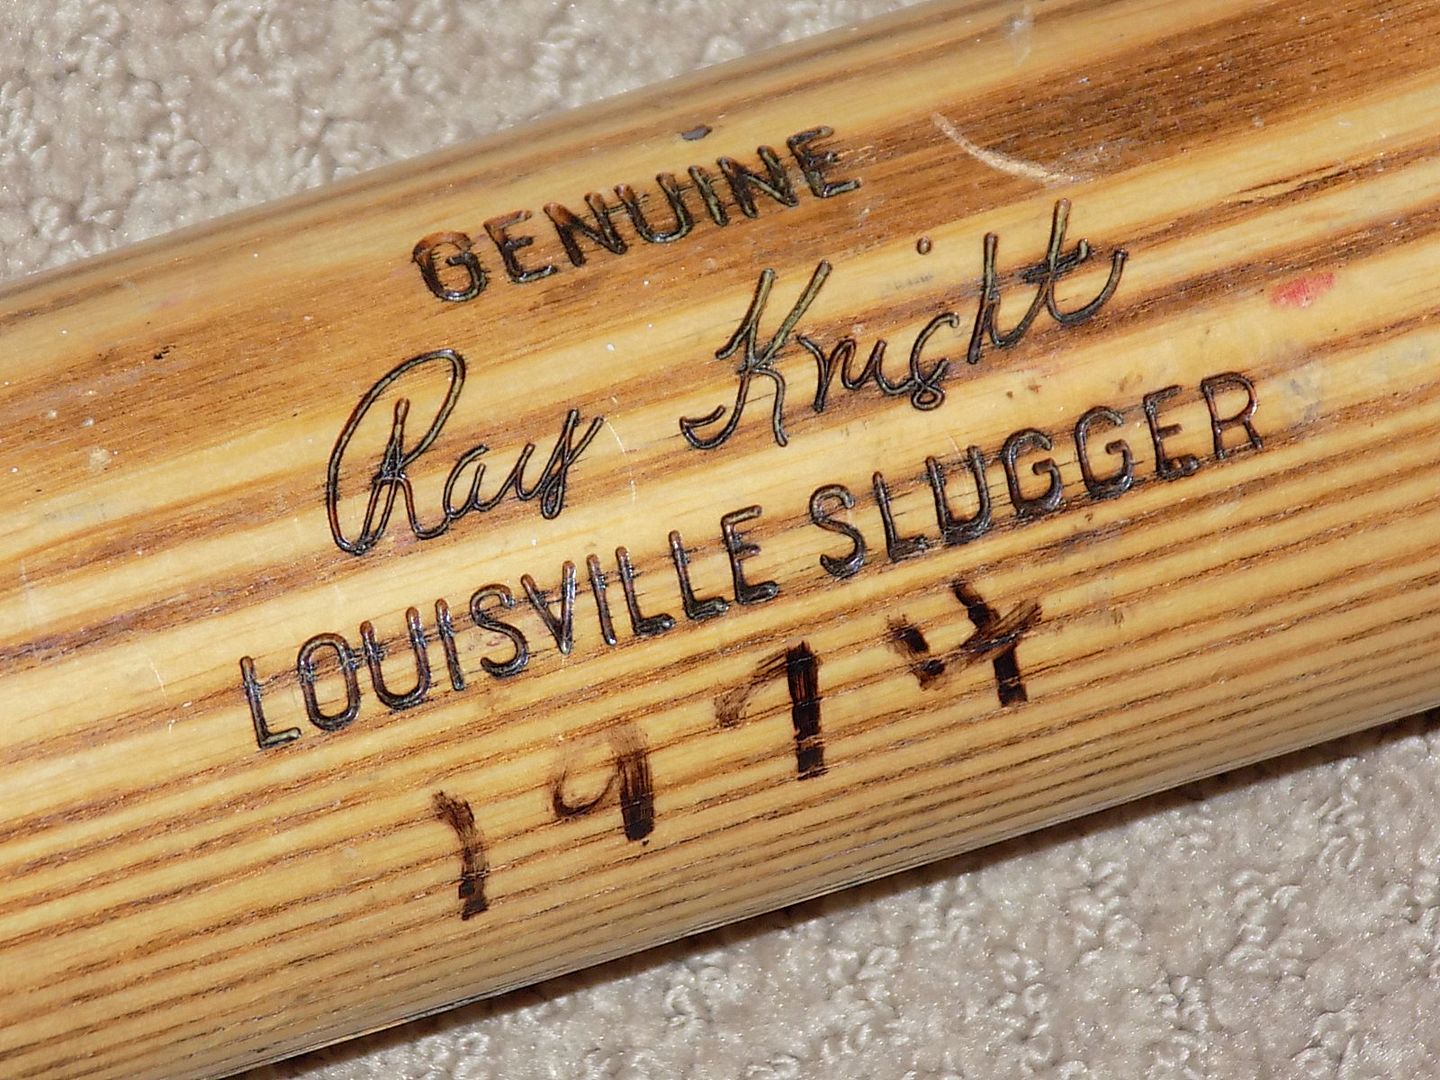 GENUINE
Ray Knight
LOUISVILLE SLUGGER
1974